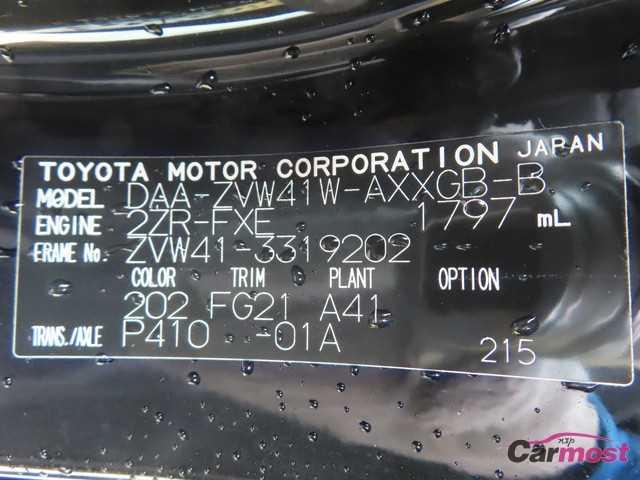 TOYOTA MOTOR CORPORATION JAPAN
MODEL DAA-ZVW41W-AXXGB-B
ENGINE 2ZR-FXE 1797 mL
FRAME No. ZVW41-3319202
COLOR TRIM PLANT OPTION
202 FG21 A41
TRANS./AXLE P410 -01A 215
nxp
Carmost